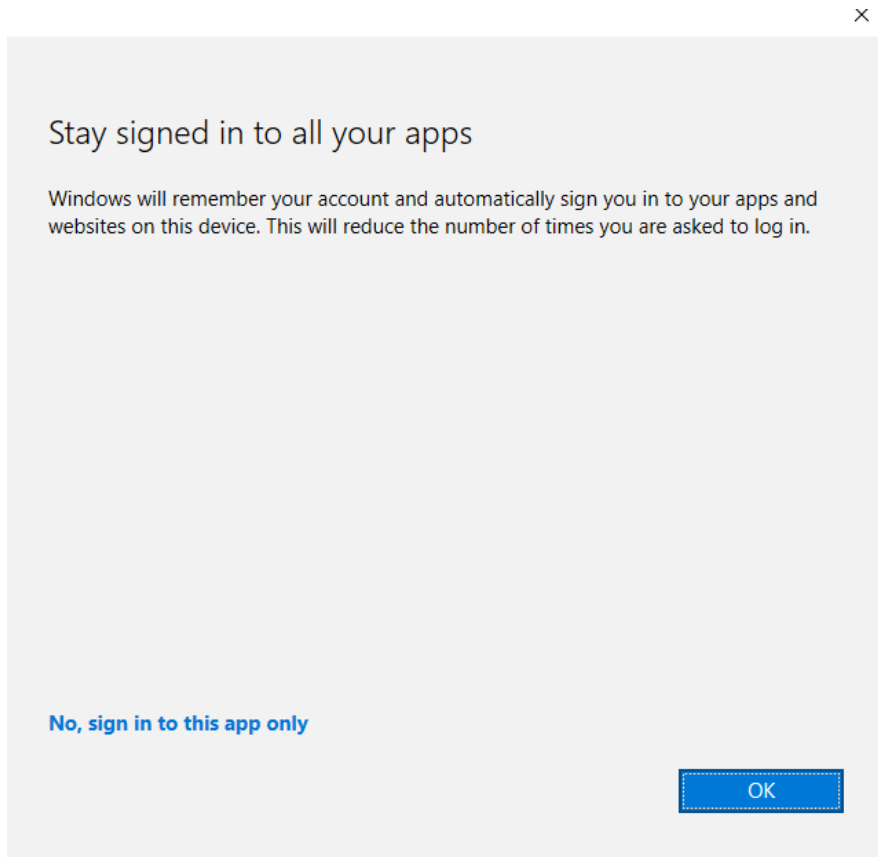 Stay signed in to all your apps
Windows will remember your account and automatically sign you in to your apps and
websites on this device. This will reduce the number of times you are asked to log in.
No, sign in to this app only
OK